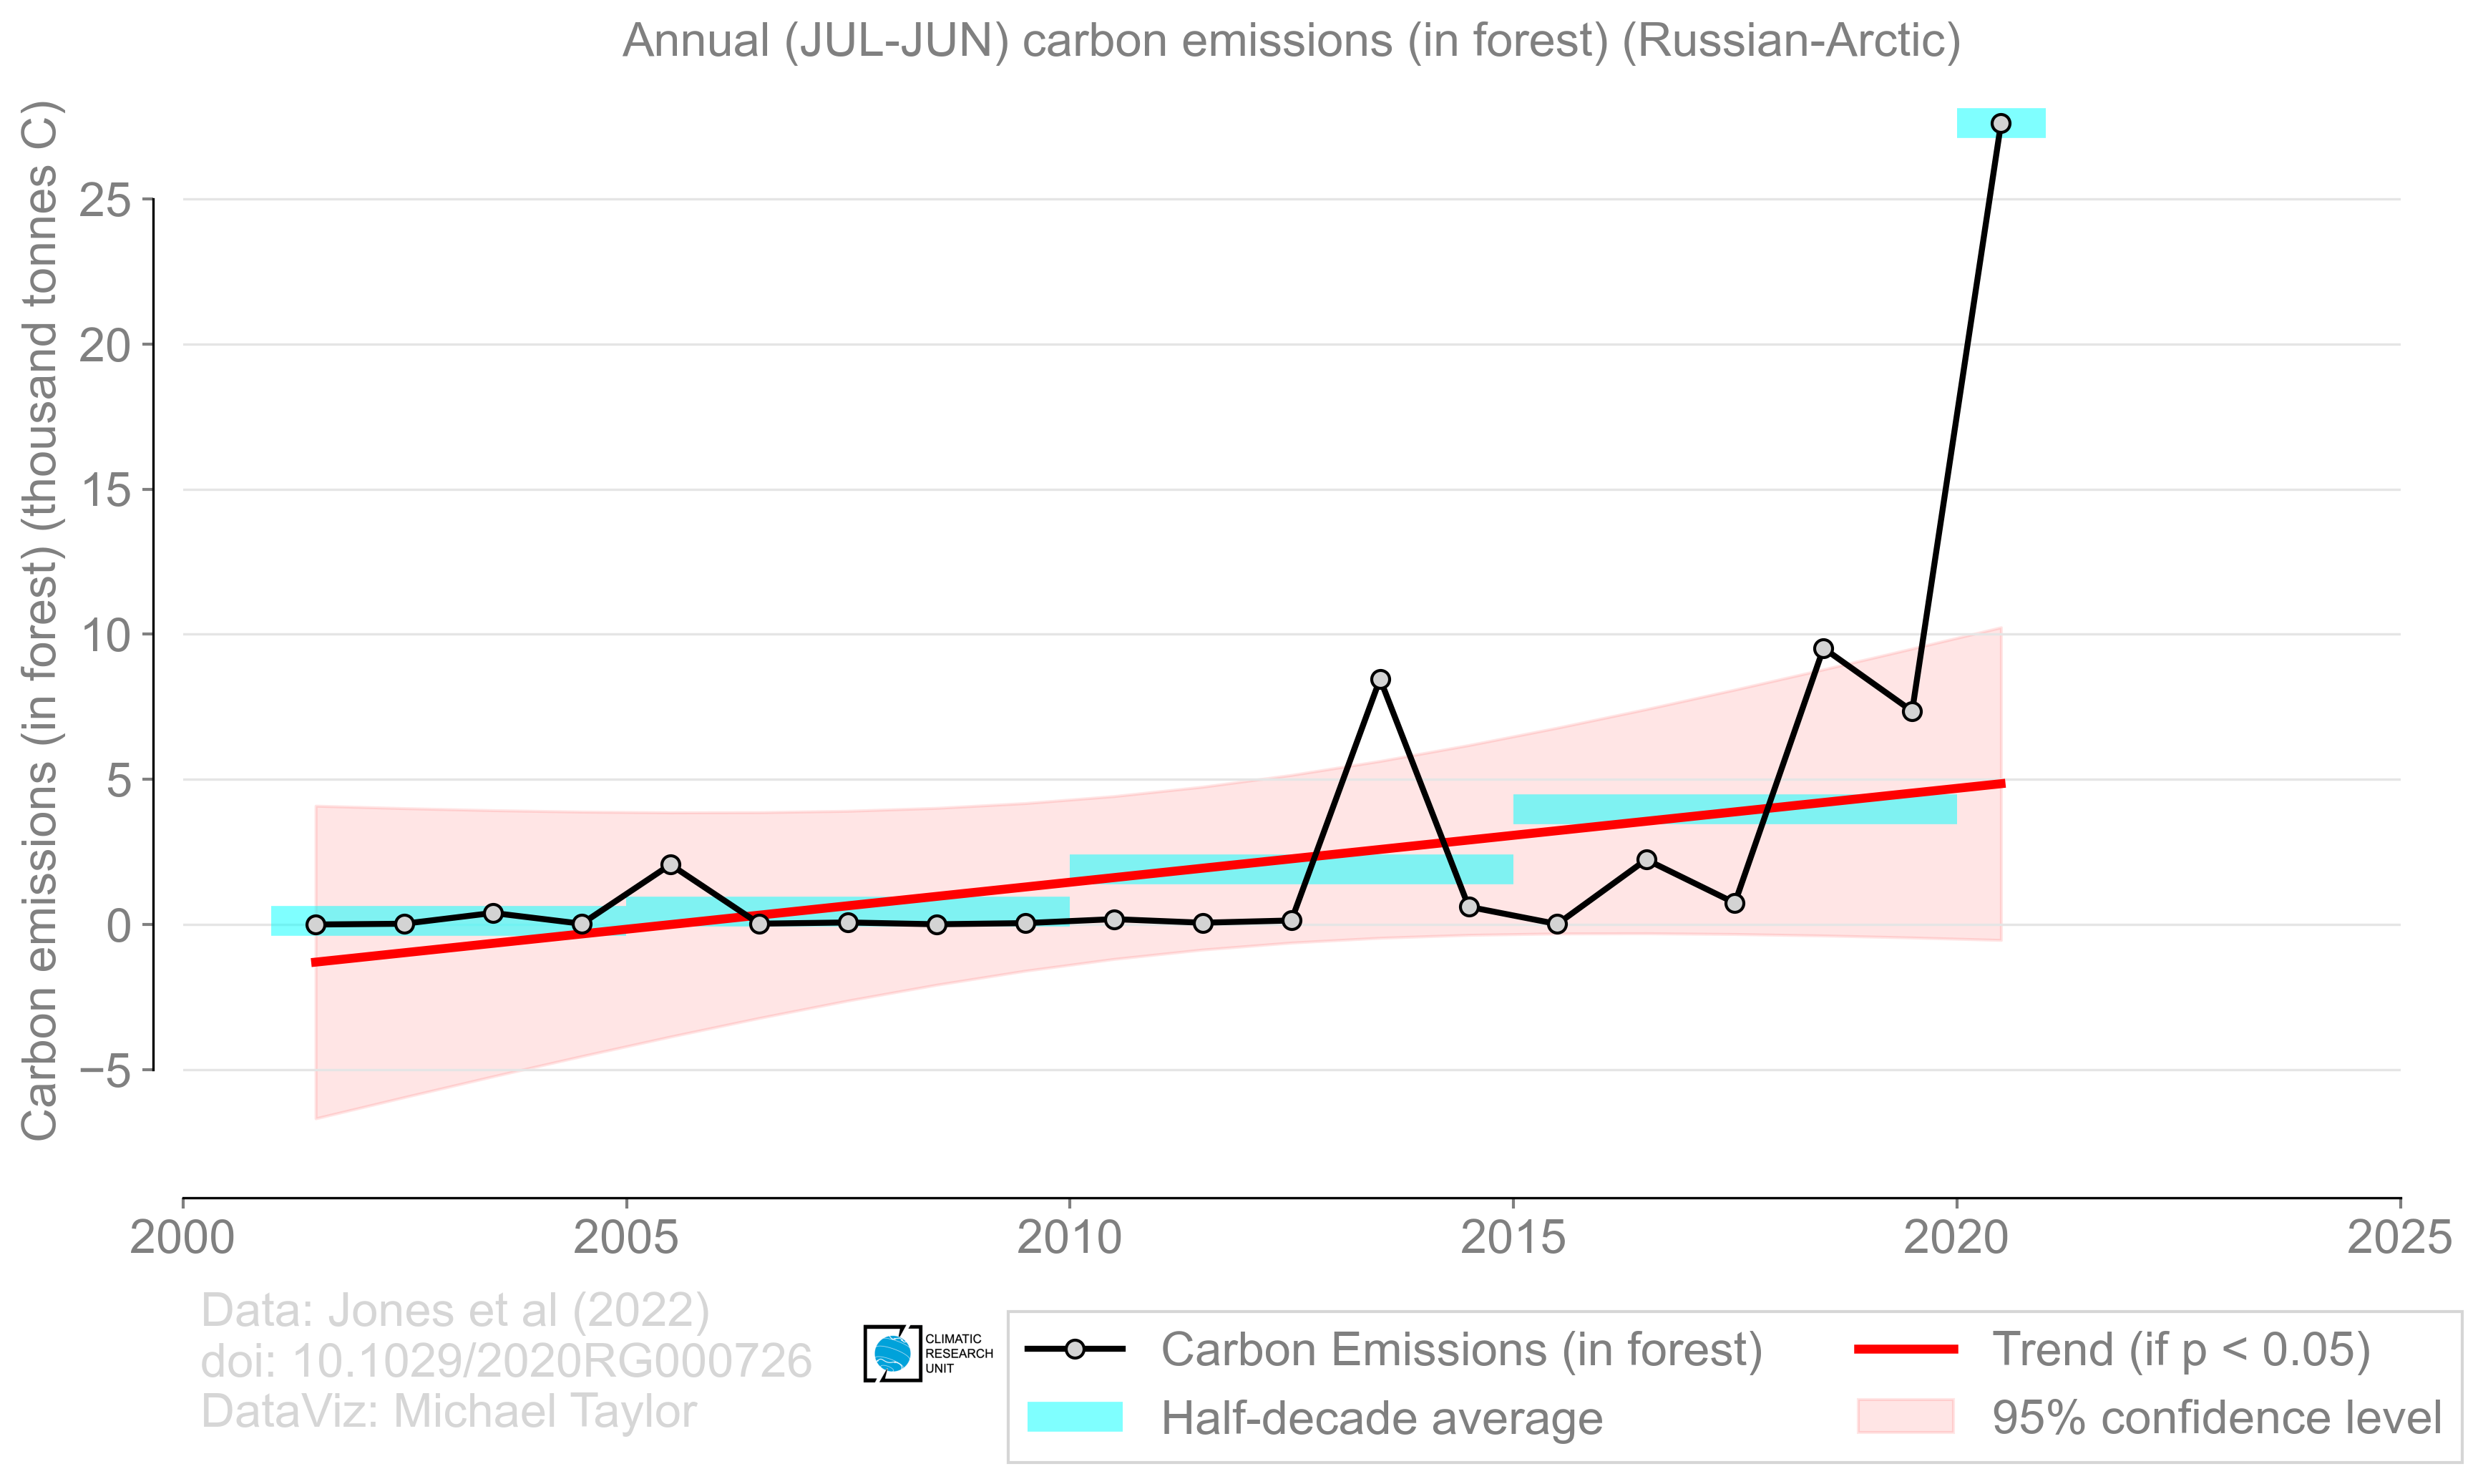 Annual (JUL-JUN) carbon emissions (in forest) (Russian-Arctic)
Carbon emissions (in forest) (thousand tonnes C)
25
20
15
10
5
0
−5
2000 2005 2010 2015 2020 2025
Data: Jones et al (2022)
doi: 10.1029/2020RG000726
DataViz: Michael Taylor
CLIMATIC
RESEARCH
UNIT
Carbon Emissions (in forest)
Half-decade average
Trend (if p < 0.05)
95% confidence level